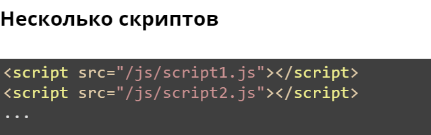 Несколько скриптов
<script src="/js/script1.js"></script>
<script src="/js/script2.js"></script>
...